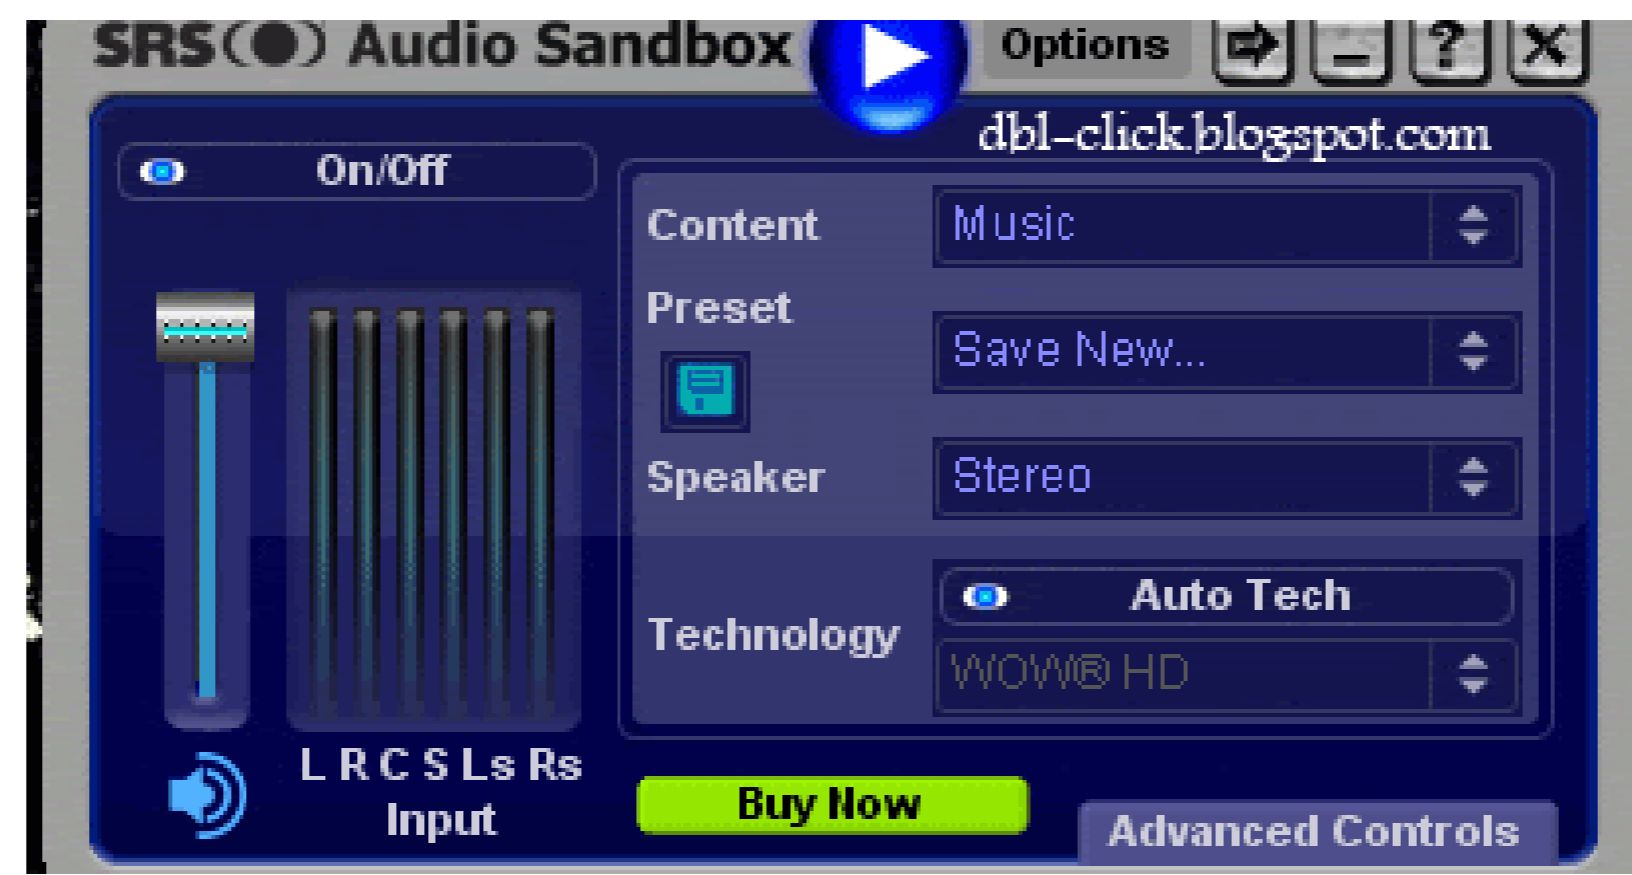 SRS Audio Sandbox
Options
?
dbl-click.blogspot.com
On/Off
Content
Music
Preset
Save New...
Speaker
Stereo
Technology
Auto Tech
WOW® HD
L R C S Ls Rs
Input
Buy Now
Advanced Controls